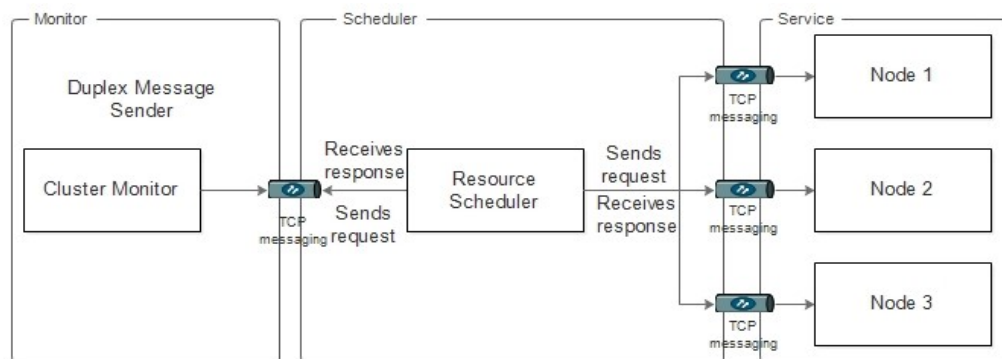 Monitor
Scheduler
Service
Duplex Message
Sender
Cluster Monitor
TCP
messaging
Receives
response
Sends
request
Resource
Scheduler
Sends
request
Receives
response
TCP
messaging
Node 1
TCP
messaging
Node 2
TCP
messaging
Node 3